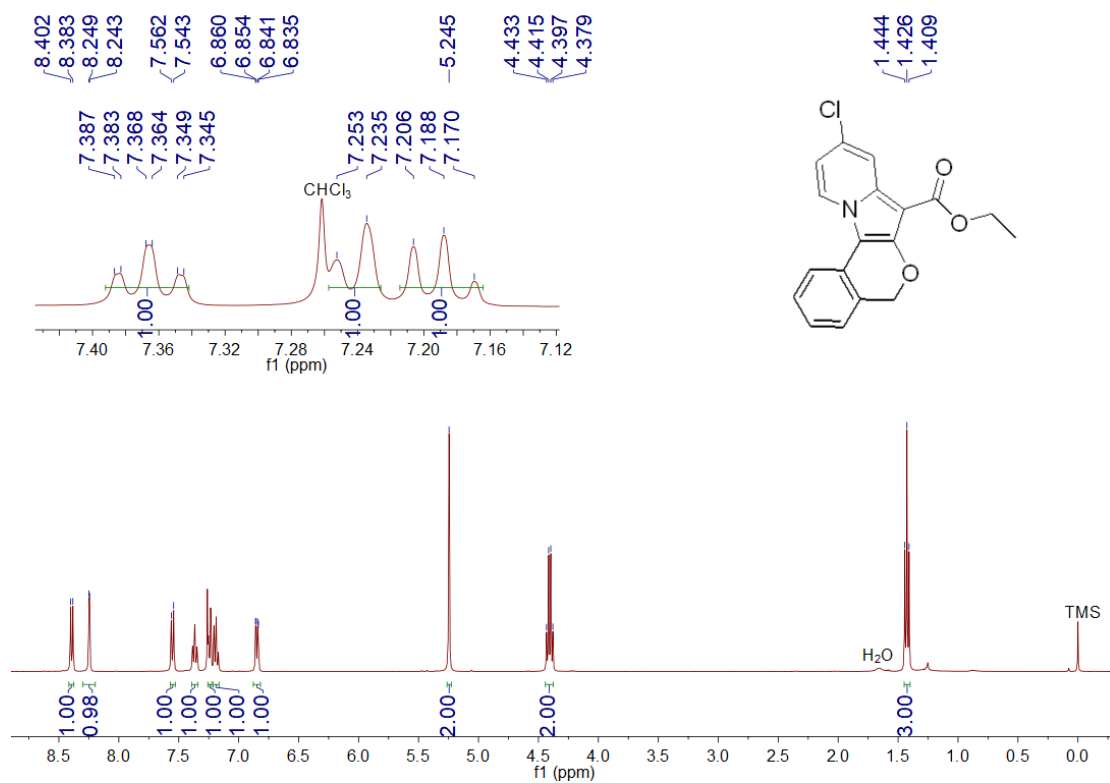 8.402 8.383 8.249 8.243 7.562 7.543 6.860 6.854 6.841 6.835 5.245 4.433 4.415 4.397 4.379 1.444 1.426 1.409
7.387 7.383 7.368 7.364 7.349 7.345 7.253 7.235 7.206 7.188 7.170
CHCl3
1.00 1.00 1.00
7.40 7.36 7.32 7.28 7.24 7.20 7.16 7.12
f1 (ppm)
Cl
N
O
O
O
H2O
TMS
1.00 0.98 1.00 1.00 1.00 1.00 1.00 2.00 2.00 3.00
8.5 8.0 7.5 7.0 6.5 6.0 5.5 5.0 4.5 4.0 3.5 3.0 2.5 2.0 1.5 1.0 0.5 0.0
f1 (ppm)